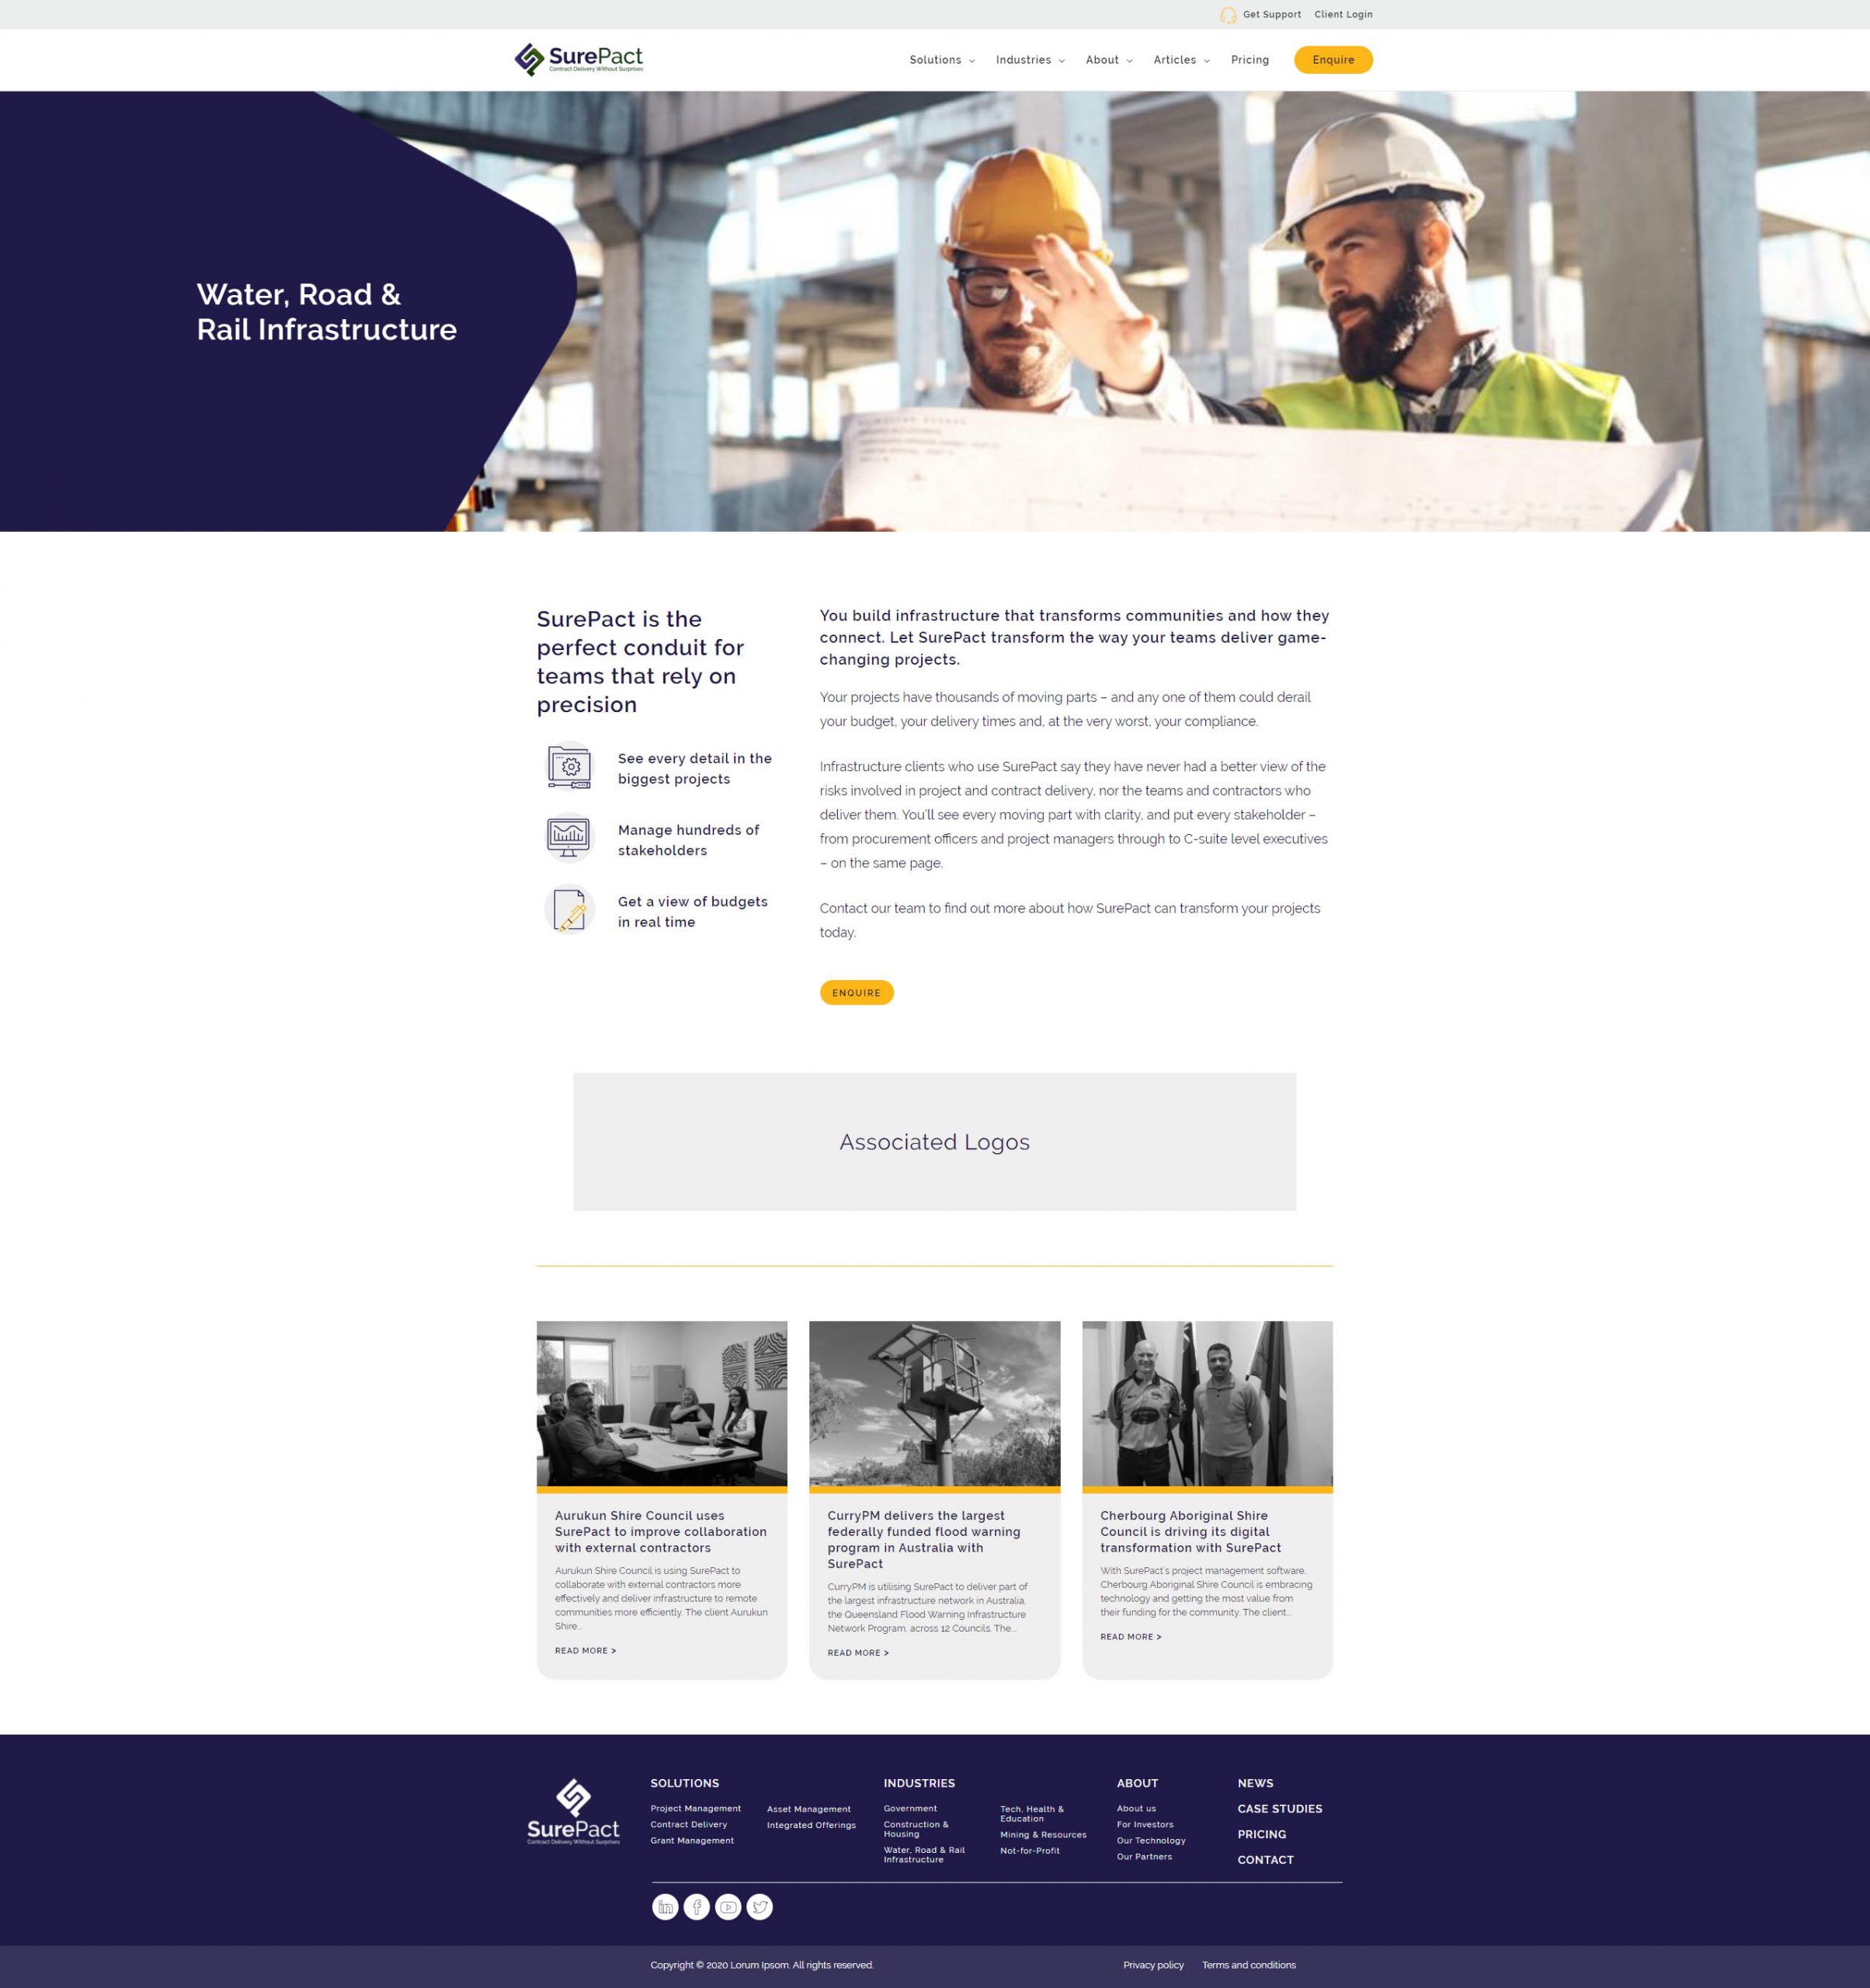 Get Support Client Login
SurePact
Contract Delivery Without Surprises
Solutions Industries About Articles Pricing Enquire
Water, Road &
Rail Infrastructure
SurePact is the
perfect conduit for
teams that rely on
precision
See every detail in the
biggest projects
Manage hundreds of
stakeholders
Get a view of budgets
in real time
You build infrastructure that transforms communities and how they
connect. Let SurePact transform the way your teams deliver game-
changing projects.
Your projects have thousands of moving parts – and any one of them could derail
your budget, your delivery times and, at the very worst, your compliance.
Infrastructure clients who use SurePact say they have never had a better view of the
risks involved in project and contract delivery, nor the teams and contractors who
deliver them. You'll see every moving part with clarity, and put every stakeholder –
from procurement officers and project managers through to C-suite level executives
– on the same page.
Contact our team to find out more about how SurePact can transform your projects
today.
ENQUIRE
Associated Logos
Aurukun Shire Council uses
SurePact to improve collaboration
with external contractors
Aurukun Shire Council is using SurePact to
collaborate with external contractors more
effectively and deliver infrastructure to remote
communities more efficiently. The client Aurukun
Shire...
READ MORE >
CurryPM delivers the largest
federally funded flood warning
program in Australia with
SurePact
CurryPM is utilising SurePact to deliver part of
the largest infrastructure network in Australia,
the Queensland Flood Warning Infrastructure
Network Program, across 12 Councils. The...
READ MORE >
Cherbourg Aboriginal Shire
Council is driving its digital
transformation with SurePact
With SurePact's project management software,
Cherbourg Aboriginal Shire Council is embracing
technology and getting the most value from
their funding for the community. The client...
READ MORE >
SurePact
Contract Delivery Without Surprises
SOLUTIONS
Project Management
Contract Delivery
Grant Management
Asset Management
Integrated Offerings
INDUSTRIES
Government
Construction &
Housing
Water, Road & Rail
Infrastructure
Tech, Health &
Education
Mining & Resources
Not-for-Profit
ABOUT
About us
For Investors
Our Technology
Our Partners
NEWS
CASE STUDIES
PRICING
CONTACT
in f
Copyright © 2020 Lorum Ipsom. All rights reserved.
Privacy policy Terms and conditions